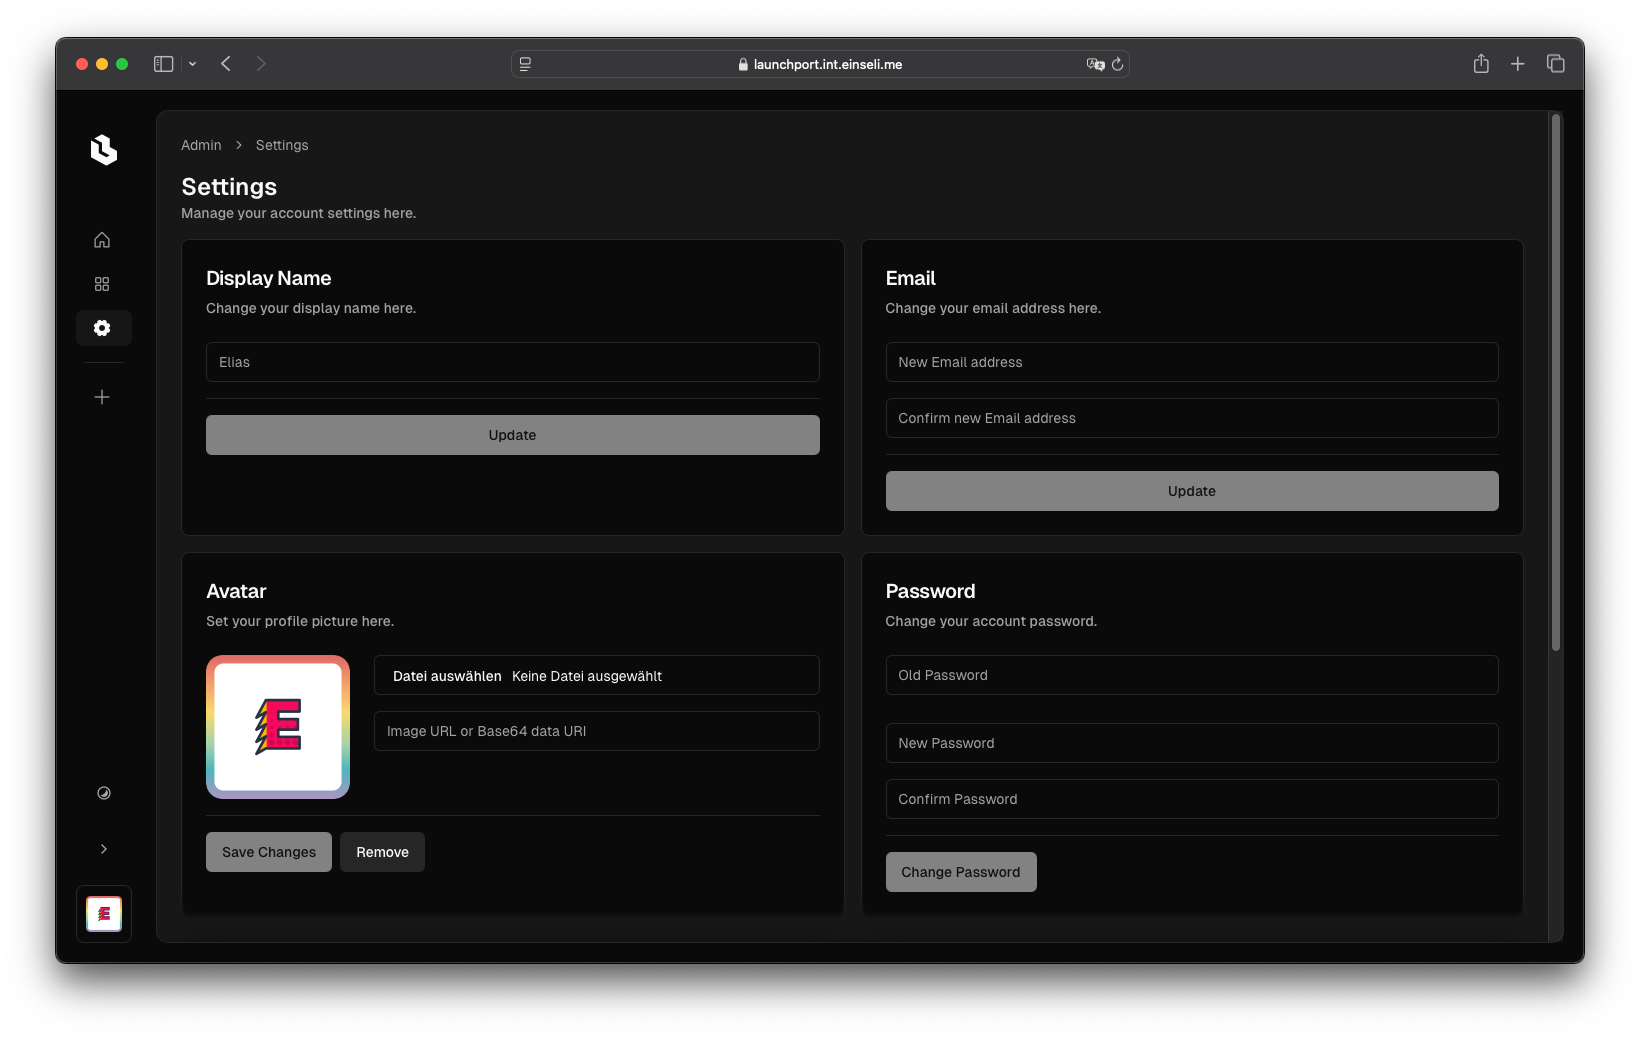 launchport.int.einseli.me
Admin > Settings
Settings
Manage your account settings here.
Display Name
Change your display name here.
Elias
Update
Email
Change your email address here.
New Email address
Confirm new Email address
Update
Avatar
Set your profile picture here.
E
Datei auswählen Keine Datei ausgewählt
Image URL or Base64 data URI
Save Changes
Remove
Password
Change your account password.
Old Password
New Password
Confirm Password
Change Password
E